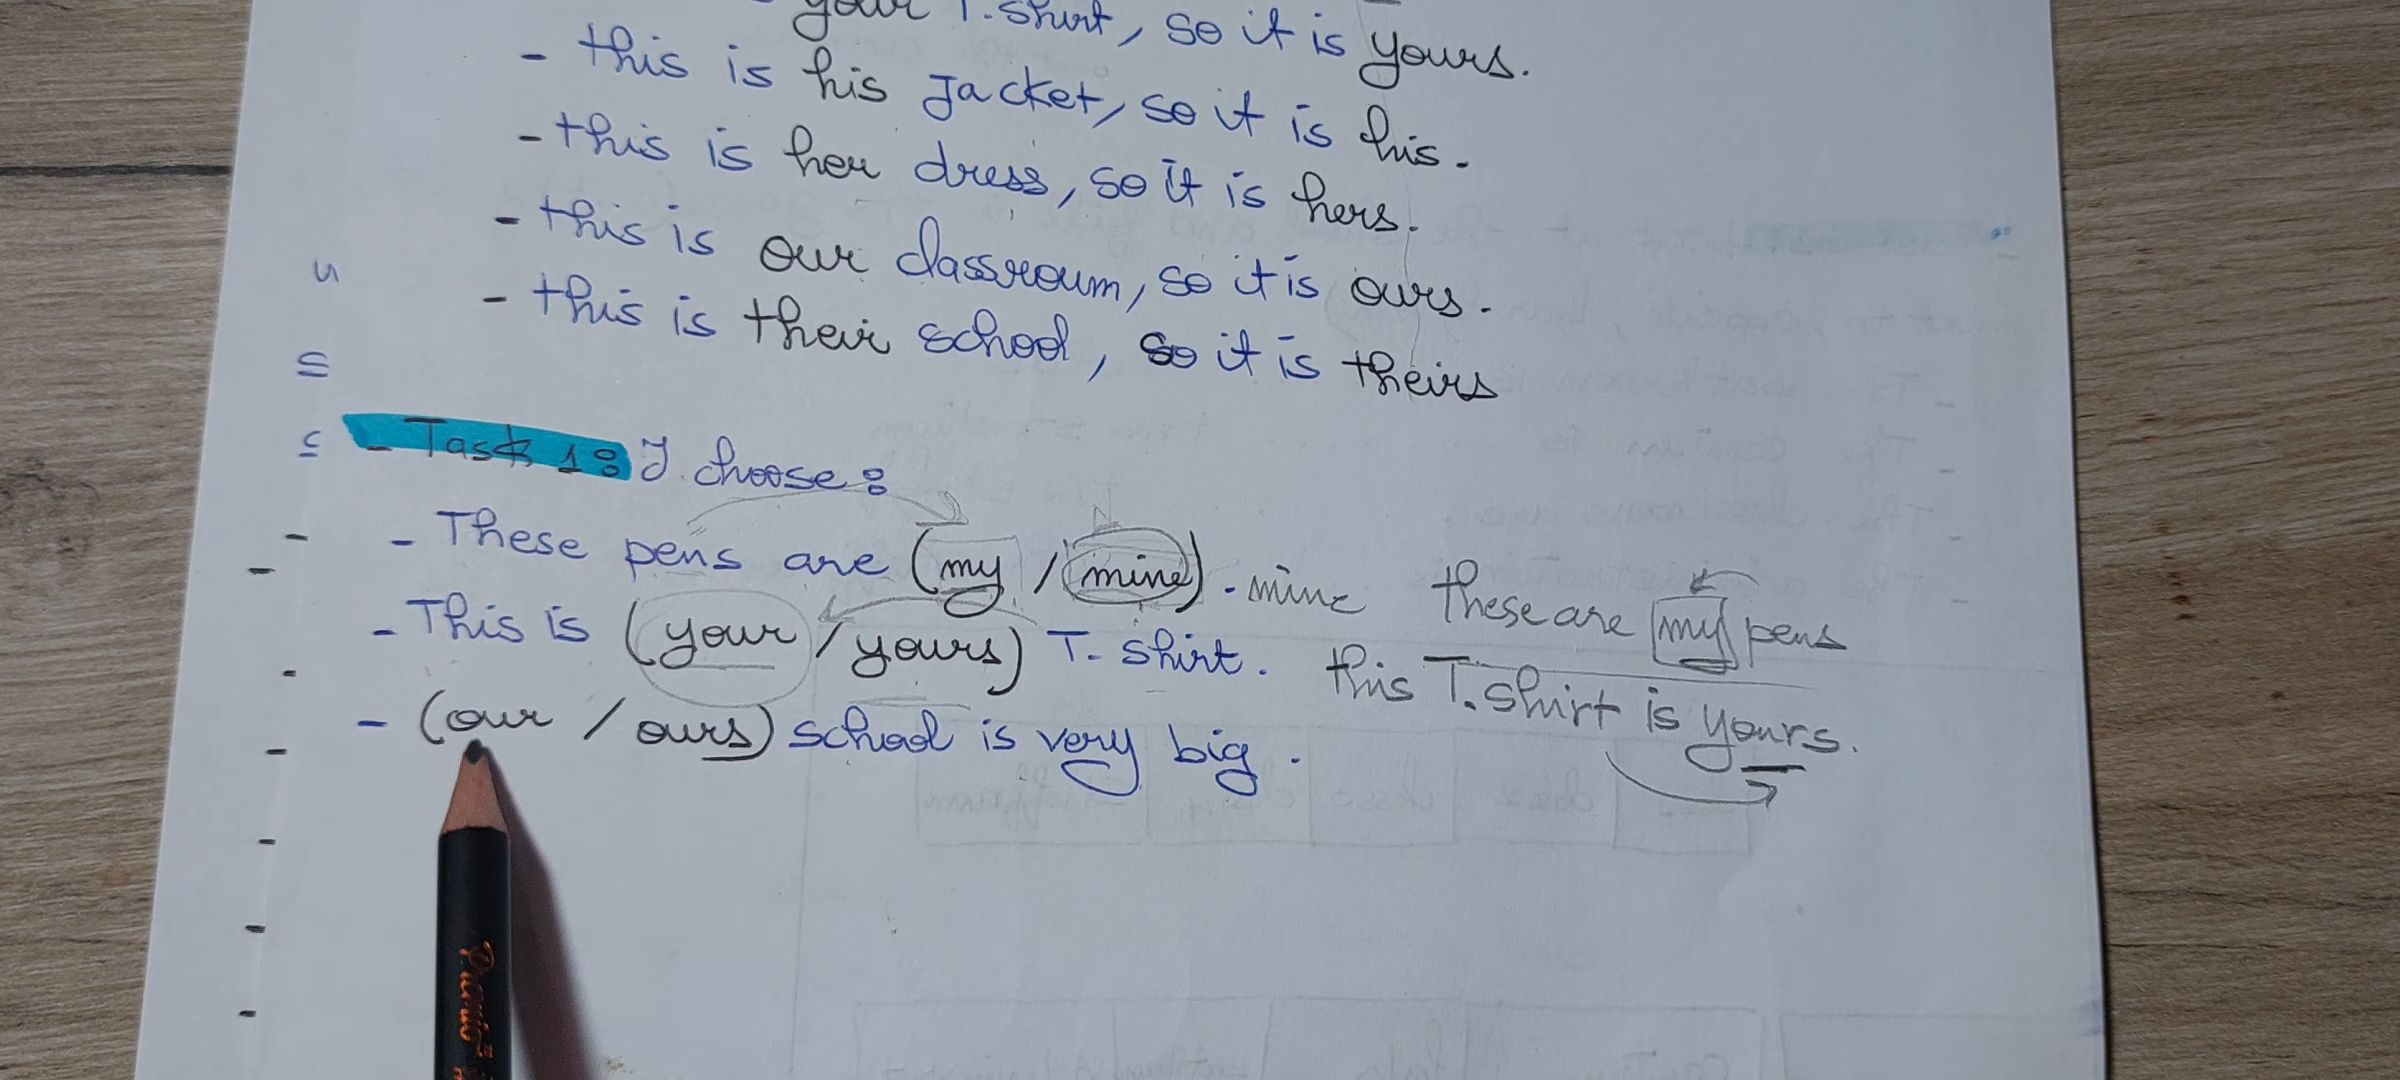 your T. shirt, so it is yours.
- this is his Jacket, so it is his.
- this is her dress, so it is hers.
- this is our classroum, so it is ours.
- this is their school, so it is theirs
- Task 1: I choose:
- These pens are (my / mine). mine these are my pens
- This is (your / yours) T. shirt. this T. shirt is yours.
- (our / ours) school is very big.